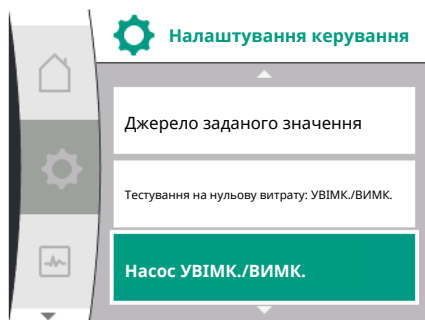 Налаштування керування
Джерело заданого значення
Тестування на нульову витрату: УВІМК./ВИМК.
Насос УВІМК./ВИМК.